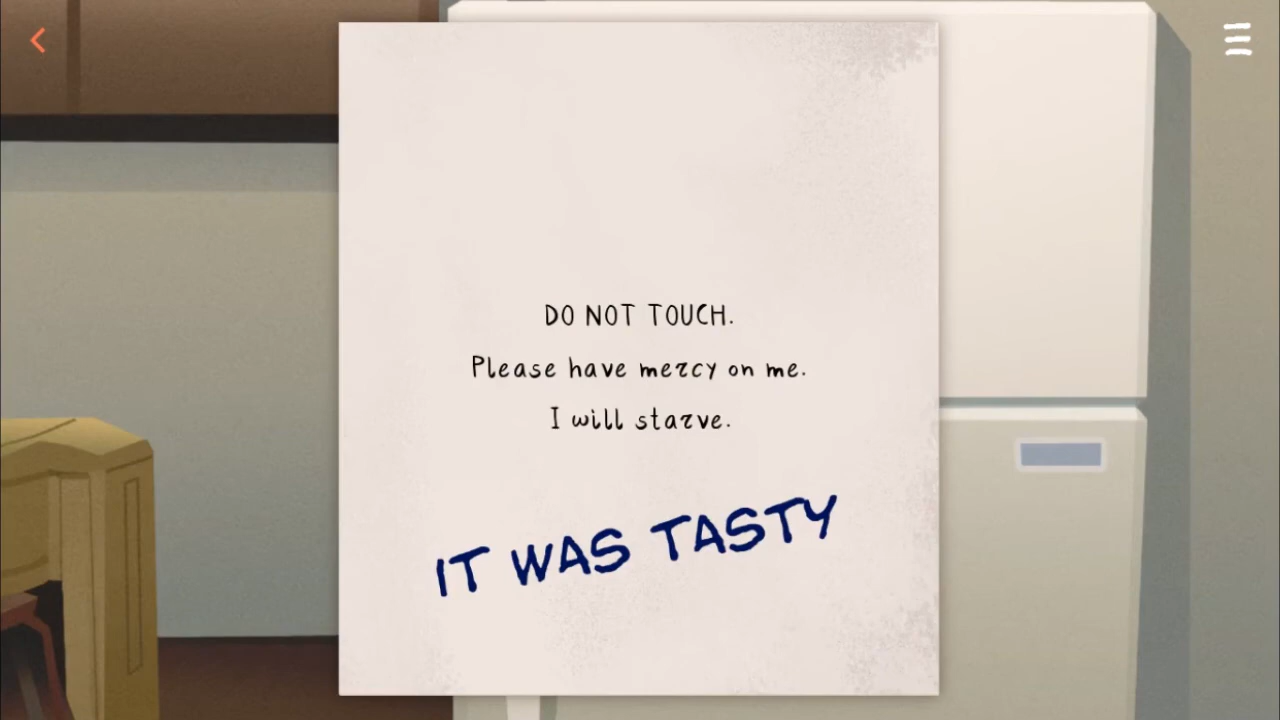 DO NOT TOUCH.
Please have mercy on me.
I will starve.
IT WAS TASTY